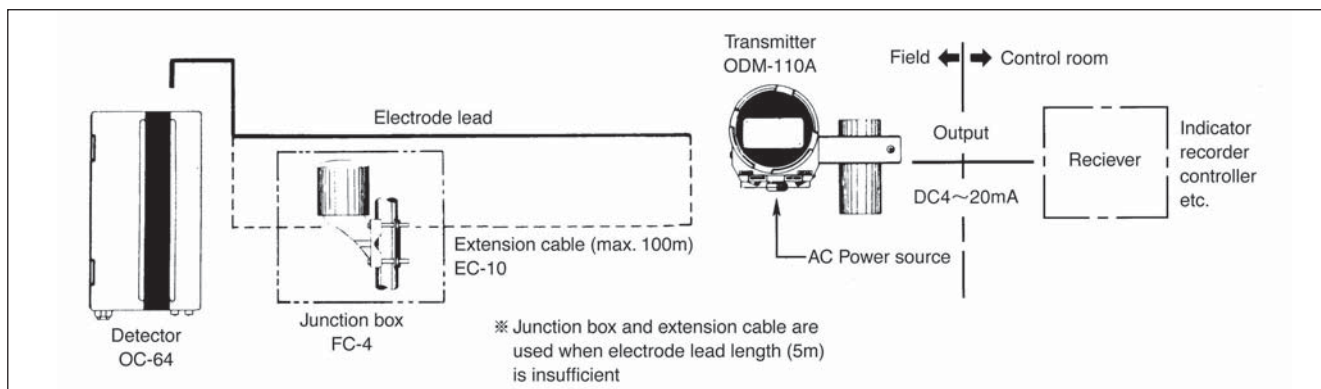 Transmitter
ODM-110A
Field
Control room
Electrode lead
Output
Reciever
Indicator
recorder
controller
etc.
DC4～20mA
Extension cable (max. 100m)
EC-10
AC Power source
Junction box
FC-4
Detector
OC-64
※ Junction box and extension cable are
used when electrode lead length (5m)
is insufficient